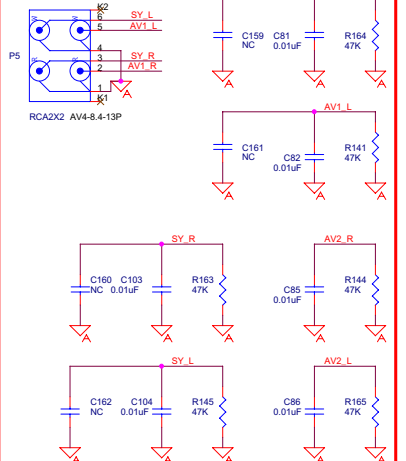 K2
6 SY_L
5 AV1_L
4
P5
3 SY_R
2 AV1_R
1
K1
W W
R R
A
RCA2X2 AV4-8.4-13P
C159 NC
C81 0.01uF
R164 47K
A A A
AV1_L
C161 NC
C82 0.01uF
R141 47K
A A A
SY_R
C160 NC
C103 0.01uF
R163 47K
A A A
AV2_R
C85 0.01uF
R144 47K
A A
SY_L
C162 NC
C104 0.01uF
R145 47K
A A A
AV2_L
C86 0.01uF
R165 47K
A A